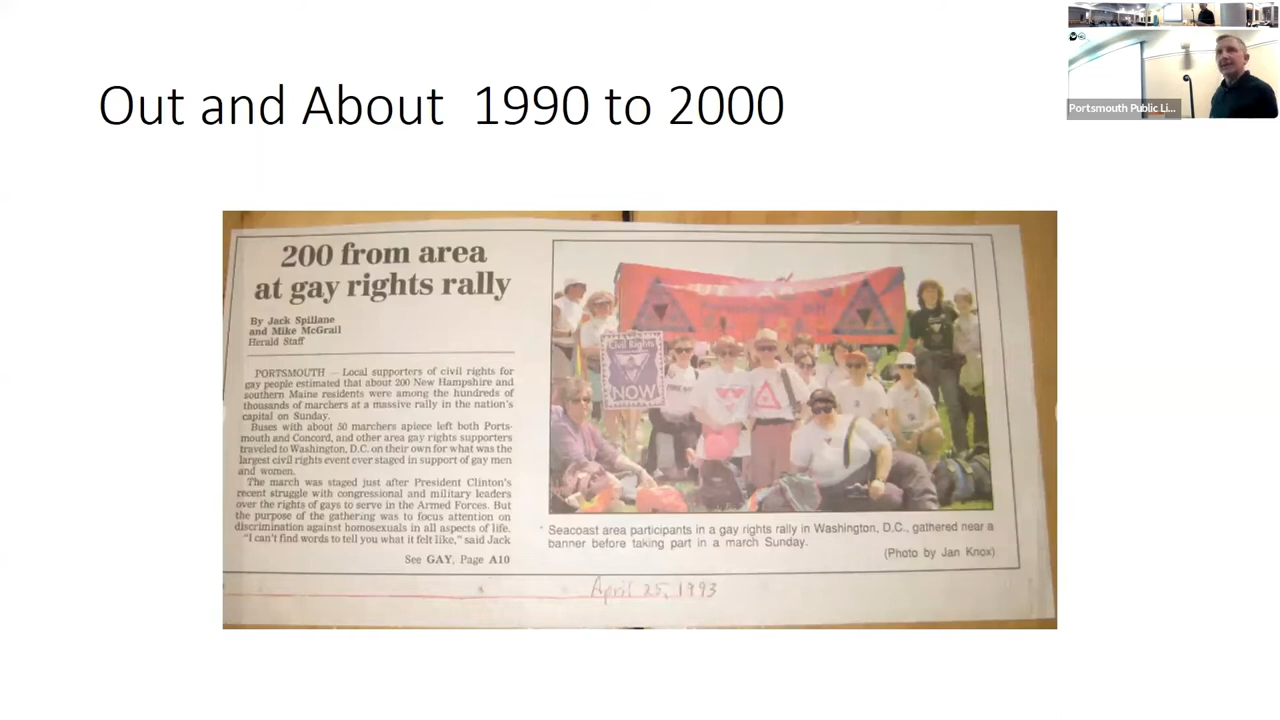 Portsmouth Public Li...
Out and About 1990 to 2000
200 from area
at gay rights rally
By Jack Spillane
and Mike McGrail
Herald Staff
PORTSMOUTH — Local supporters of civil rights for
gay people estimated that about 200 New Hampshire and
southern Maine residents were among the hundreds of
thousands of marchers at a massive rally in the nation's
capital on Sunday.
Buses with about 50 marchers apiece left both Ports-
mouth and Concord, and other area gay rights supporters
traveled to Washington, D.C. on their own for what was the
largest civil rights event ever staged in support of gay men
and women.
The march was staged just after President Clinton's
recent struggle with congressional and military leaders
over the rights of gays to serve in the Armed Forces. But
the purpose of the gathering was to focus attention on
discrimination against homosexuals in all aspects of life.
"I can't find words to tell you what it felt like," said Jack
See GAY, Page A10
Civil Rights
NOW
Seacoast area participants in a gay rights rally in Washington, D.C., gathered near a
banner before taking part in a march Sunday.
(Photo by Jan Knox)
April 25, 1993